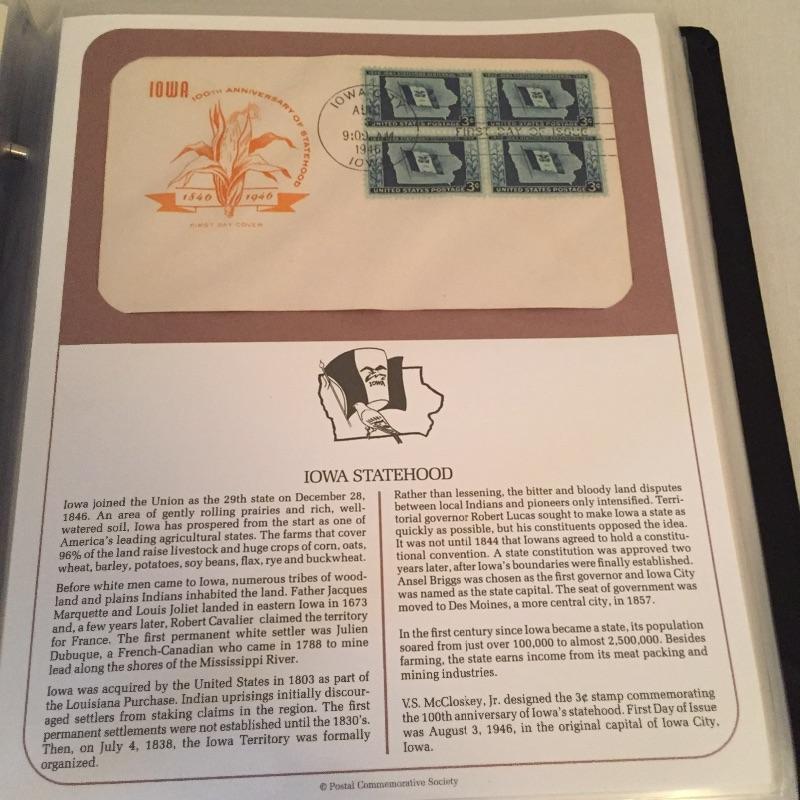 IOWA 100TH ANNIVERSARY OF STATEHOOD
1846 1946
FIRST DAY COVER
IOWA
9:00 AM
1946
IOWA
FIRST DAY OF ISSUE
UNITED STATES POSTAGE 3¢
UNITED STATES POSTAGE 3¢
UNITED STATES POSTAGE 3¢
UNITED STATES POSTAGE 3¢
IOWA
IOWA STATEHOOD
Iowa joined the Union as the 29th state on December 28,
1846. An area of gently rolling prairies and rich, well-
watered soil, Iowa has prospered from the start as one of
America's leading agricultural states. The farms that cover
96% of the land raise livestock and huge crops of corn, oats,
wheat, barley, potatoes, soy beans, flax, rye and buckwheat.
Before white men came to Iowa, numerous tribes of wood-
land and plains Indians inhabited the land. Father Jacques
Marquette and Louis Joliet landed in eastern Iowa in 1673
and, a few years later, Robert Cavalier claimed the territory
for France. The first permanent white settler was Julien
Dubuque, a French-Canadian who came in 1788 to mine
lead along the shores of the Mississippi River.
Iowa was acquired by the United States in 1803 as part of
the Louisiana Purchase. Indian uprisings initially discour-
aged settlers from staking claims in the region. The first
permanent settlements were not established until the 1830's.
Then, on July 4, 1838, the Iowa Territory was formally
organized.
Rather than lessening, the bitter and bloody land disputes
between local Indians and pioneers only intensified. Terri-
torial governor Robert Lucas sought to make Iowa a state as
quickly as possible, but his constituents opposed the idea.
It was not until 1844 that Iowans agreed to hold a constitu-
tional convention. A state constitution was approved two
years later, after Iowa's boundaries were finally established.
Ansel Briggs was chosen as the first governor and Iowa City
was named as the state capital. The seat of government was
moved to Des Moines, a more central city, in 1857.
In the first century since Iowa became a state, its population
soared from just over 100,000 to almost 2,500,000. Besides
farming, the state earns income from its meat packing and
mining industries.
V.S. McCloskey, Jr. designed the 3¢ stamp commemorating
the 100th anniversary of Iowa's statehood. First Day of Issue
was August 3, 1946, in the original capital of Iowa City,
Iowa.
© Postal Commemorative Society